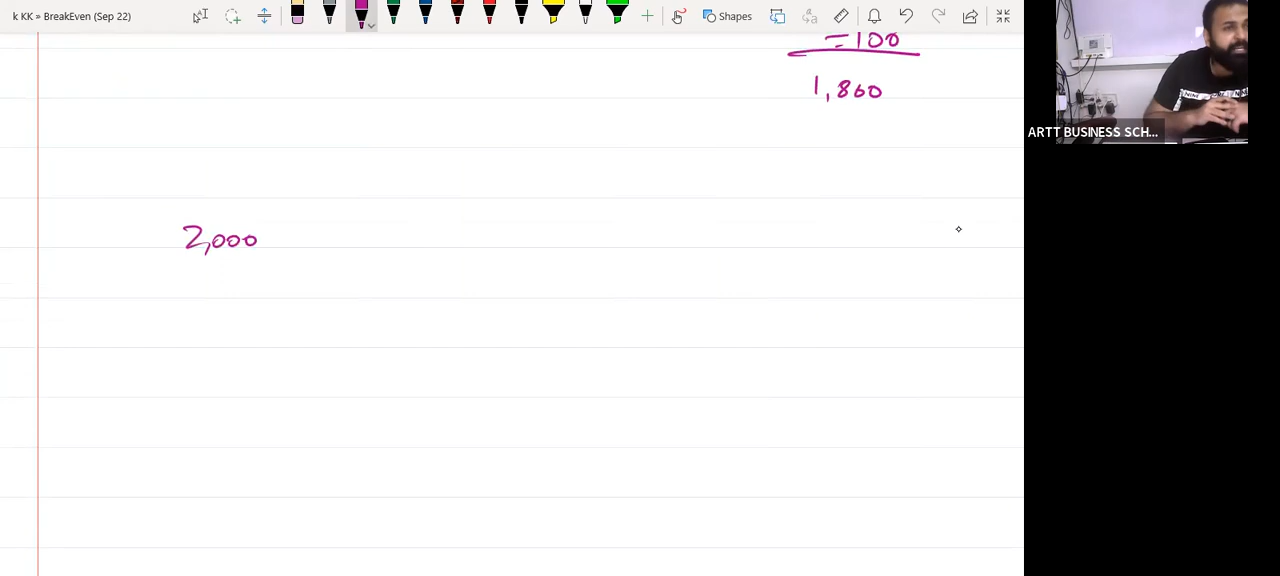 k KK » BreakEven (Sep 22)
Shapes
= 100
1,860
2,000
ARTT BUSINESS SCH...